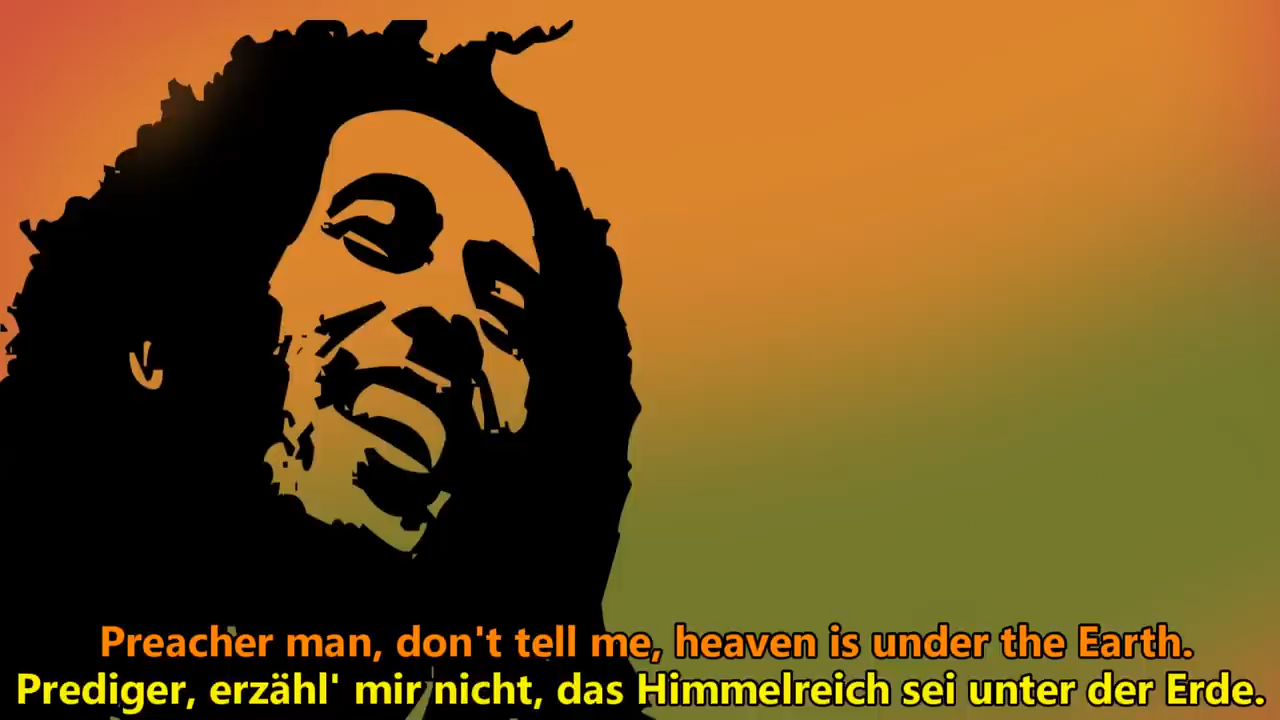 Preacher man, don't tell me, heaven is under the Earth.
Prediger, erzähl' mir nicht, das Himmelreich sei unter der Erde.